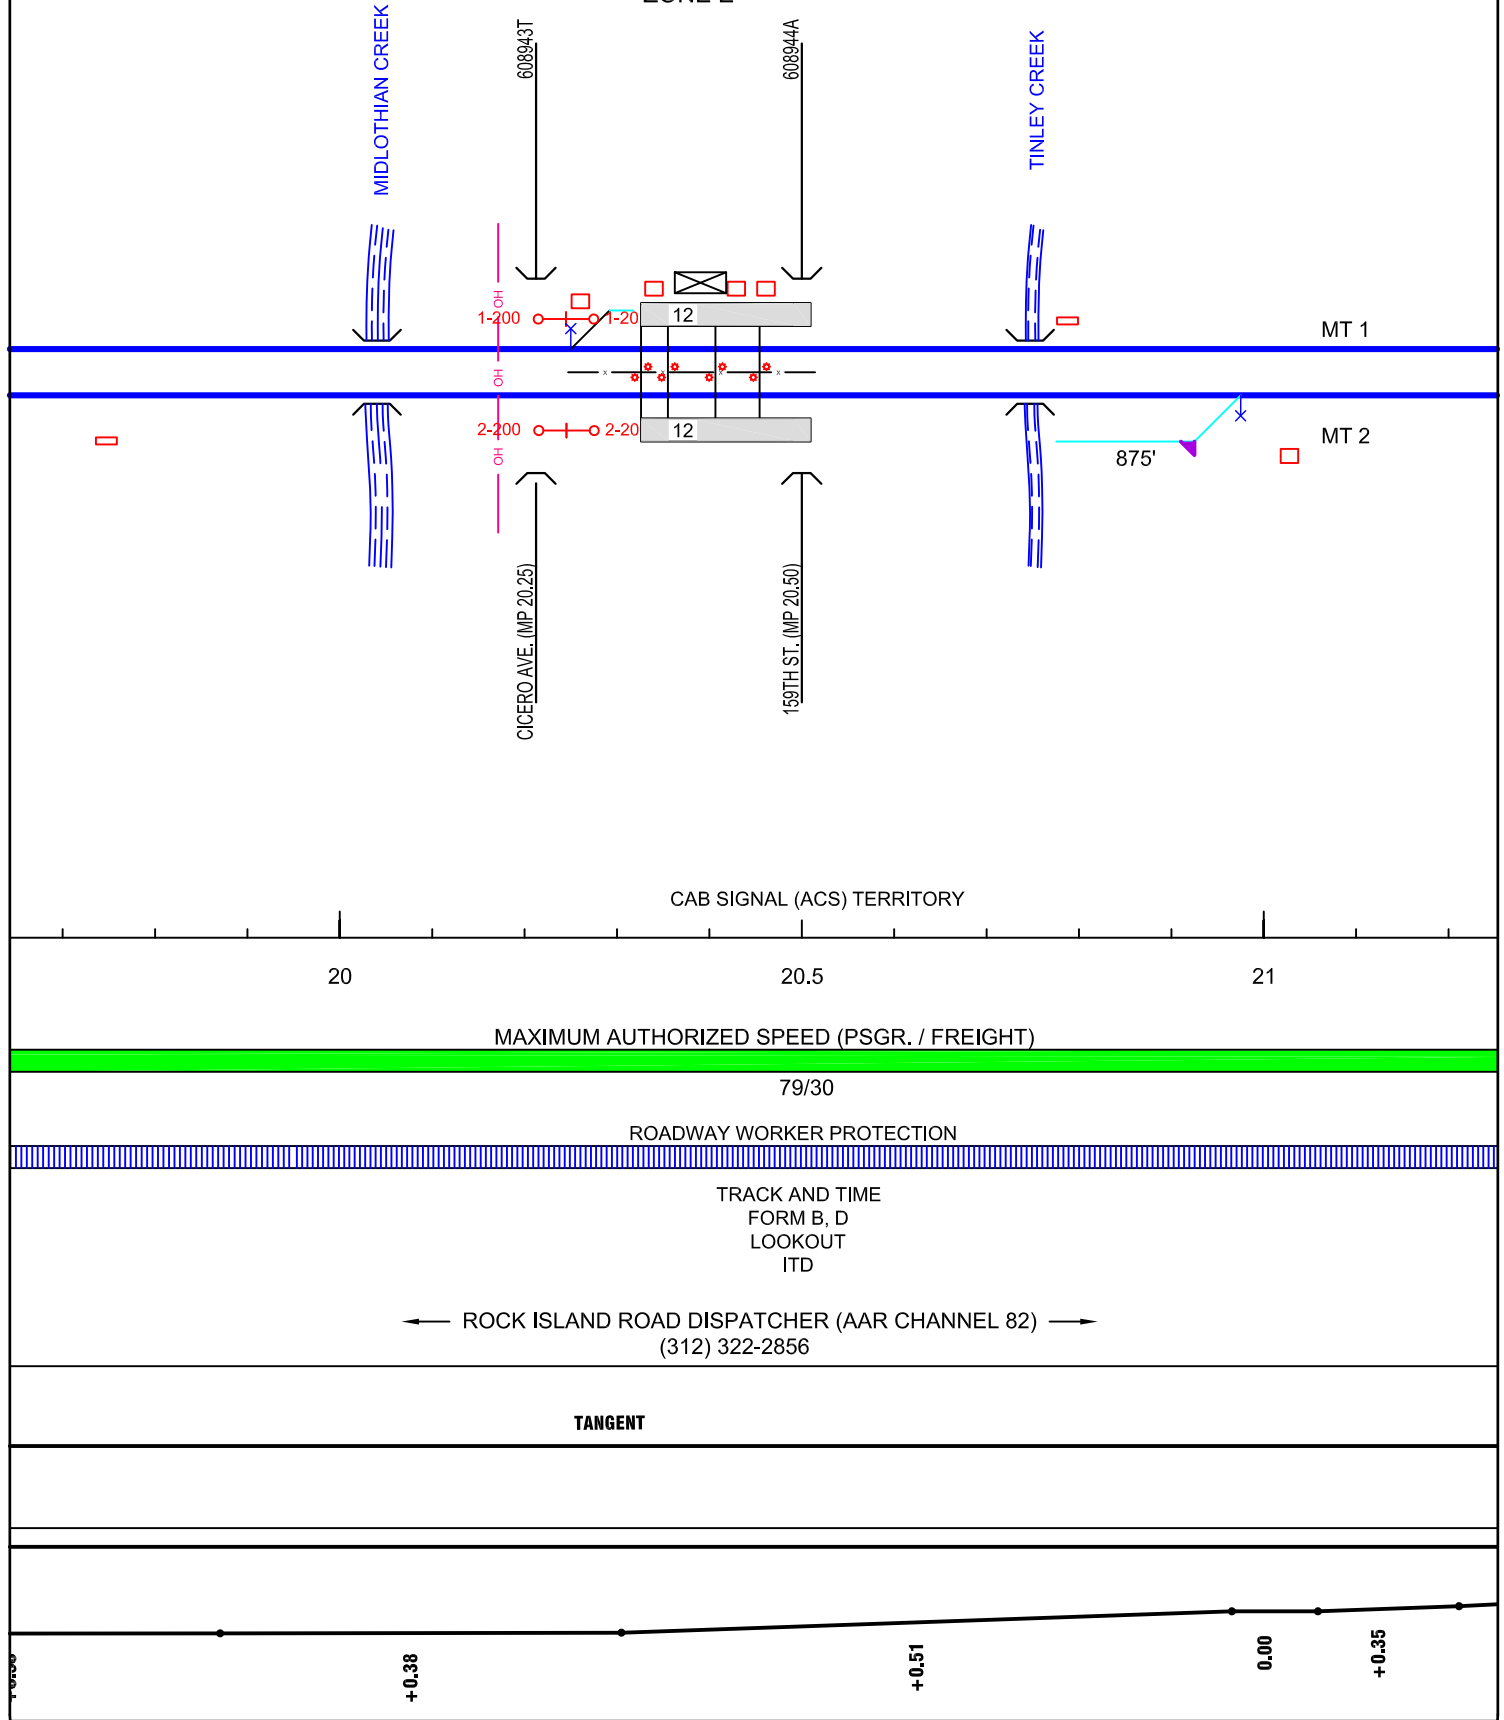 MIDLOTHIAN CREEK
608943T
608944A
TINLEY CREEK
OH
1-200
1-20
12
MT 1
OH
2-200
2-20
12
MT 2
OH
875'
CICERO AVE. (MP 20.25)
159TH ST. (MP 20.50)
CAB SIGNAL (ACS) TERRITORY
20
20.5
21
MAXIMUM AUTHORIZED SPEED (PSGR. / FREIGHT)
79/30
ROADWAY WORKER PROTECTION
TRACK AND TIME
FORM B, D
LOOKOUT
ITD
ROCK ISLAND ROAD DISPATCHER (AAR CHANNEL 82)
(312) 322-2856
TANGENT
+0.38
+0.51
0.00
+0.35